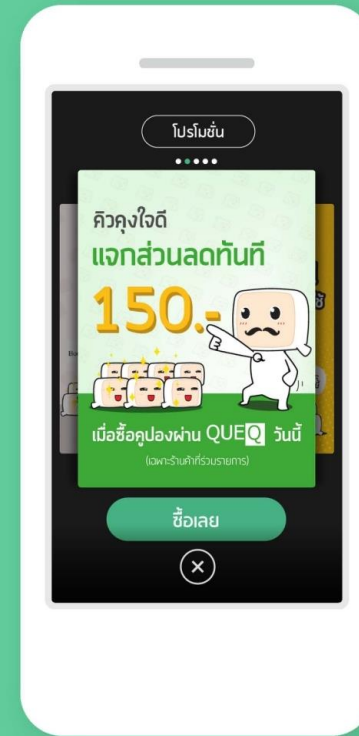 โปรโมชั่น
คิวคุงใจดี
แจกส่วนลดทันที
150.-
เมื่อซื้อคูปองผ่าน QUEQ วันนี้
(เฉพาะร้านค้าที่ร่วมรายการ)
ซื้อเลย